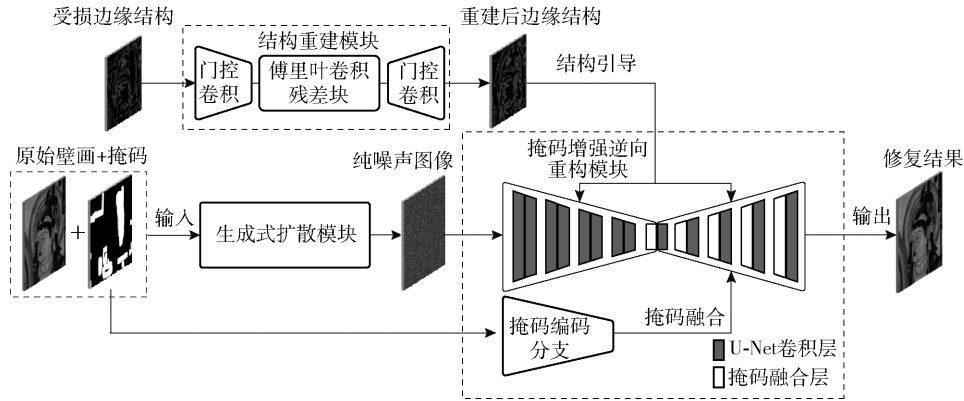 受损边缘结构
重建后边缘结构
结构重建模块
门控
卷积
傅里叶卷积
残差块
门控
卷积
结构引导
原始壁画+掩码
纯噪声图像
掩码增强逆向
重构模块
修复结果
+
输入
生成式扩散模块
输出
掩码编码
分支
掩码融合
U-Net卷积层
掩码融合层